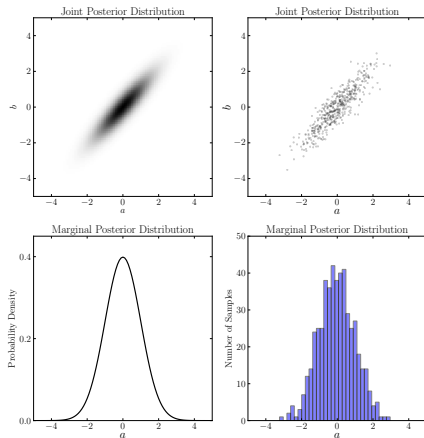 Joint Posterior Distribution
4
2
0
−2
−4
b
−4 −2 0 2 4
a
Joint Posterior Distribution
4
2
0
−2
−4
b
−4 −2 0 2 4
a
Marginal Posterior Distribution
0.4
0.2
0.0
Probability Density
−4 −2 0 2 4
a
Marginal Posterior Distribution
50
40
30
20
10
0
Number of Samples
−4 −2 0 2 4
a